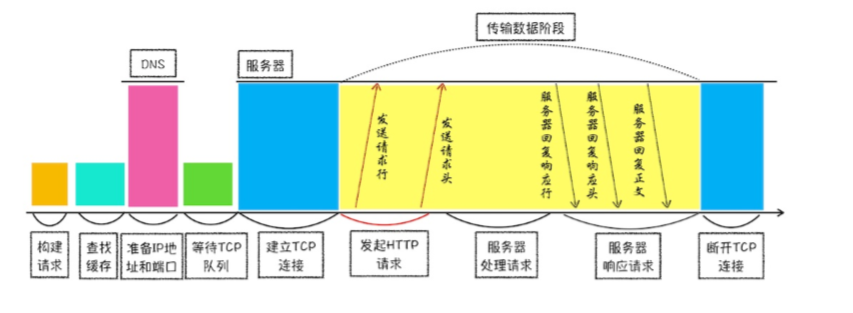 传输数据阶段
DNS
服务器
发送请求行
发送请求头
服务器回复响应行
服务器回复响应头
服务器回复正文
构建
请求
查找
缓存
准备IP地
址和端口
等待TCP
队列
建立TCP
连接
发起HTTP
请求
服务器
处理请求
服务器
响应请求
断开TCP
连接